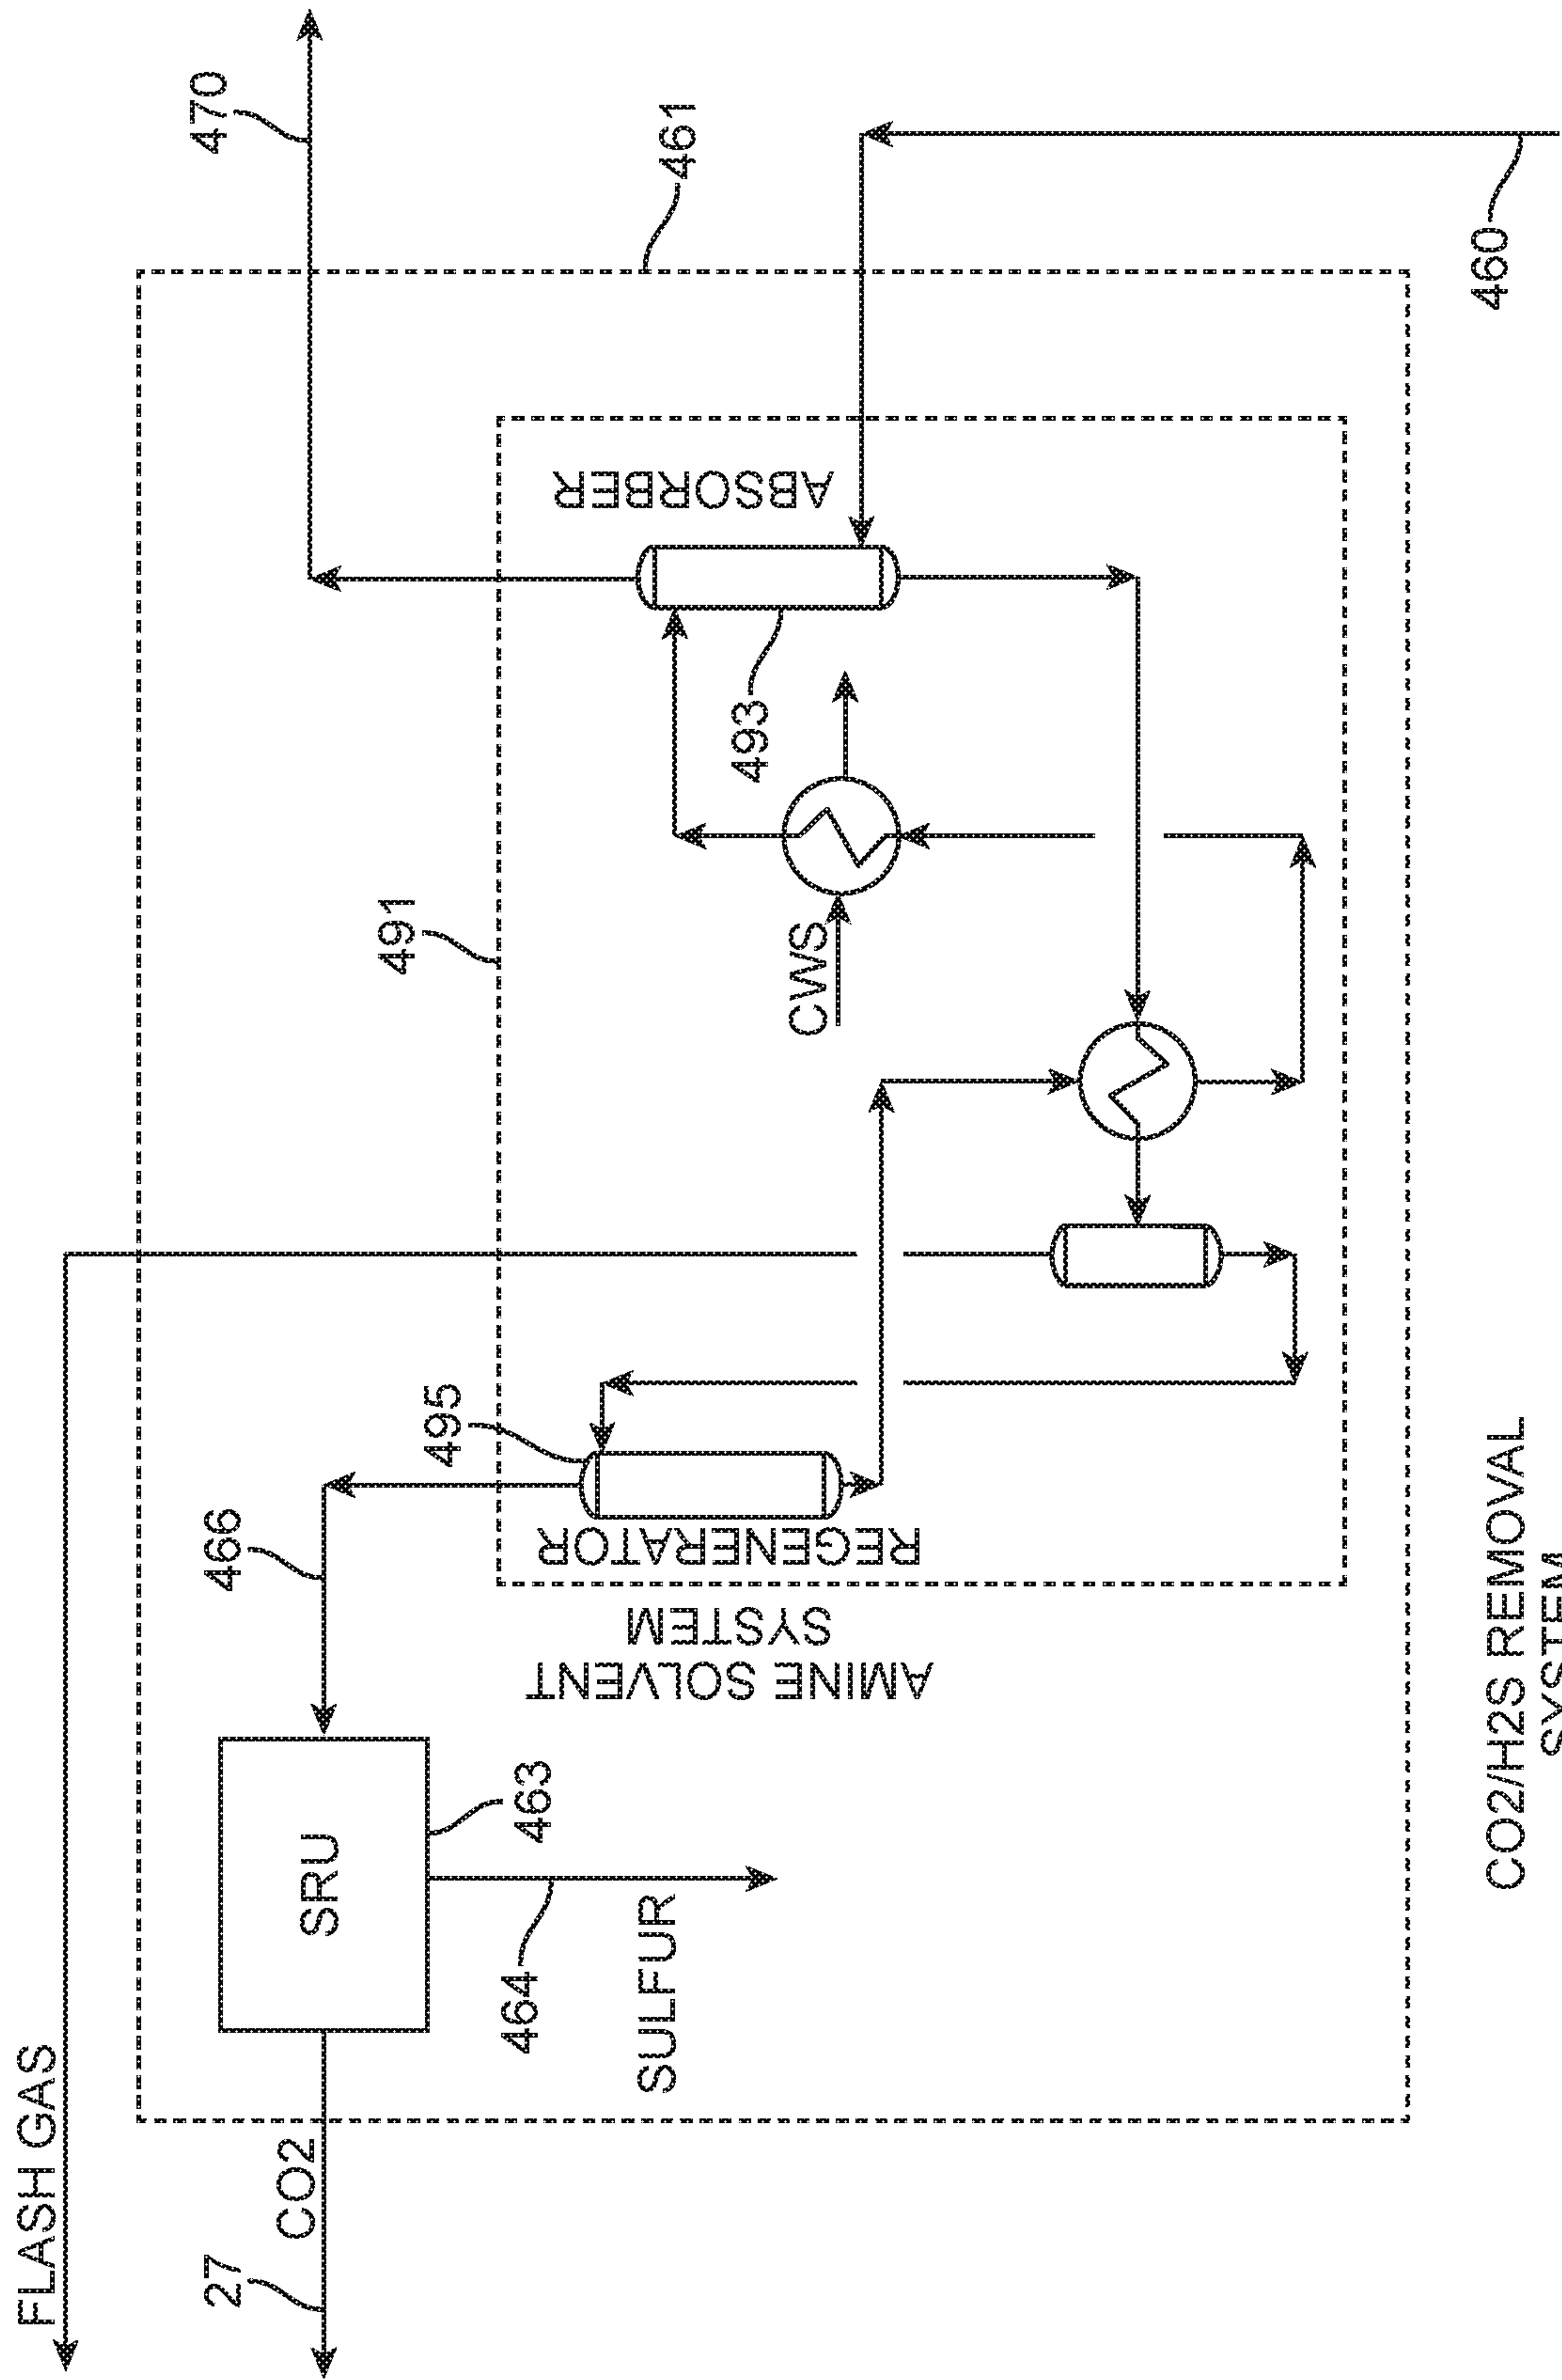 FLASH GAS
27
CO2
SRU
463
464
SULFUR
466
495
REGENERATOR
AMINE SOLVENT
SYSTEM
491
CWS
493
ABSORBER
470
461
460
CO2/H2S REMOVAL
SYSTEM